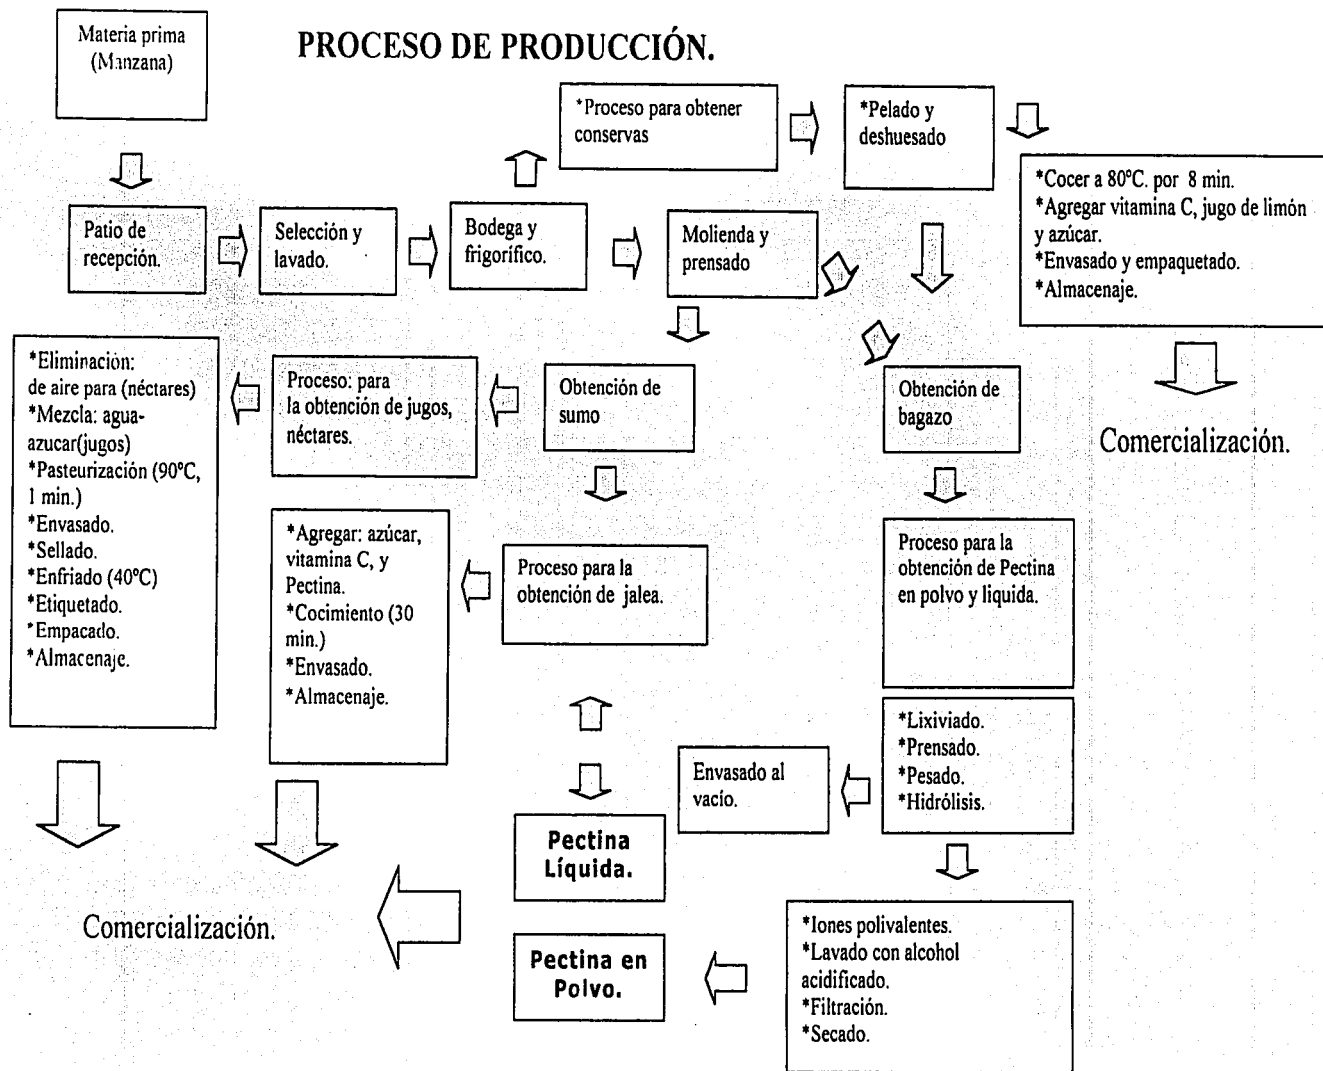 Materia prima
(Manzana)
PROCESO DE PRODUCCIÓN.
*Proceso para obtener
conservas
*Pelado y
deshuesado
*Cocer a 80ºC. por 8 min.
*Agregar vitamina C, jugo de limón
y azúcar.
*Envasado y empaquetado.
*Almacenaje.
Patio de
recepción.
Selección y
lavado.
Bodega y
frigorífico.
Molienda y
prensado
*Eliminación:
de aire para (néctares)
*Mezcla: agua-
azucar(jugos)
*Pasteurización (90ºC,
1 min.)
*Envasado.
*Sellado.
*Enfriado (40ºC)
*Etiquetado.
*Empacado.
*Almacenaje.
Proceso: para
la obtención de jugos,
néctares.
Obtención de
sumo
Obtención de
bagazo
Comercialización.
*Agregar: azúcar,
vitamina C, y
Pectina.
*Cocimiento (30
min.)
*Envasado.
*Almacenaje.
Proceso para la
obtención de jalea.
Proceso para la
obtención de Pectina
en polvo y liquida.
Envasado al
vacío.
*Lixiviado.
*Prensado.
*Pesado.
*Hidrólisis.
Pectina
Líquida.
Comercialización.
Pectina en
Polvo.
*Iones polivalentes.
*Lavado con alcohol
acidificado.
*Filtración.
*Secado.